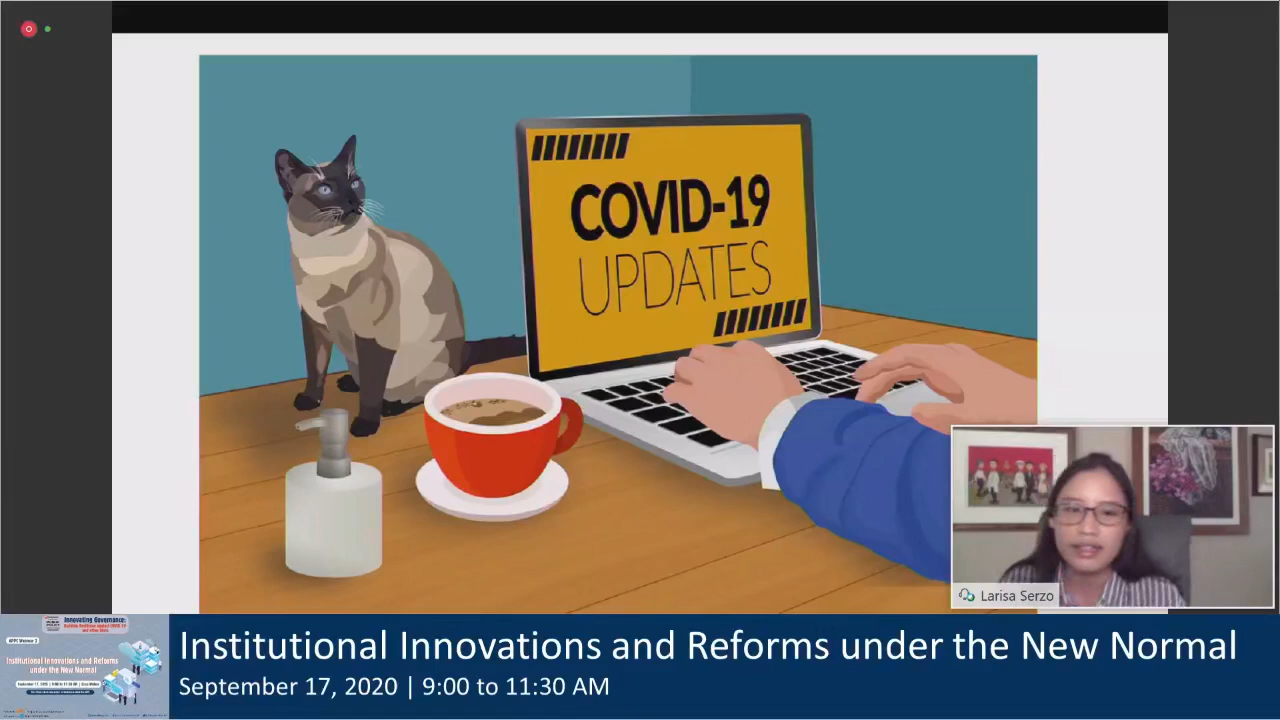 COVID-19
UPDATES
Larisa Serzo
Innovating Governance:
Institutional Innovations and Reforms
under the New Normal
Institutional Innovations and Reforms under the New Normal
September 17, 2020 | 9:00 to 11:30 AM